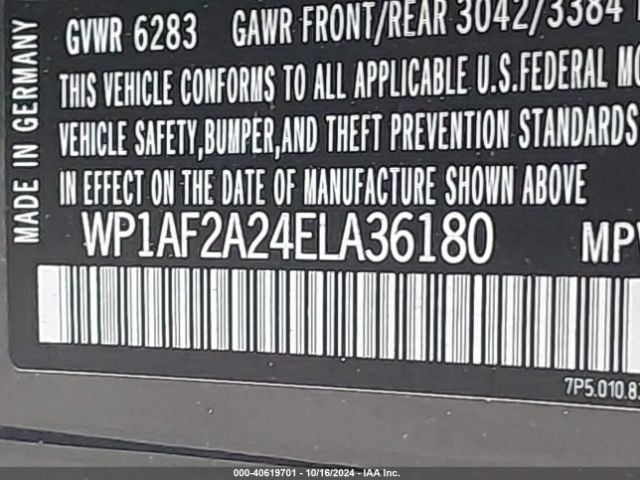 MADE IN GERMANY
GVWR 6283 GAWR FRONT/REAR 3042/3384
THIS VEHICLE CONFORMS TO ALL APPLICABLE U.S.FEDERAL
VEHICLE SAFETY,BUMPER,AND THEFT PREVENTION STANDARDS
IN EFFECT ON THE DATE OF MANUFACTURE SHOWN ABOVE
WP1AF2A24ELA36180 MPV
7P5.010.8
000-40619701 - 10/16/2024 - IAA Inc.